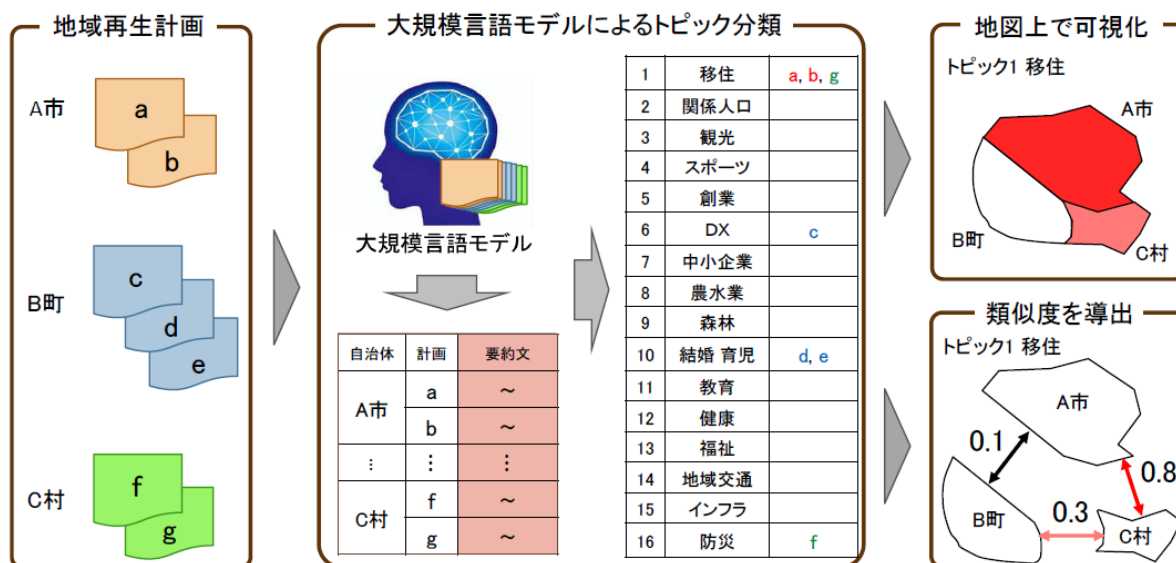 地域再生計画
A市
a
b
B町
c
d
e
C村
f
g
大規模言語モデルによるトピック分類
大規模言語モデル
自治体 計画 要約文
A市 a ～
b ～
⋮ ⋮ ⋮
C村 f ～
g ～
1 移住 a, b, g
2 関係人口
3 観光
4 スポーツ
5 創業
6 DX c
7 中小企業
8 農水業
9 森林
10 結婚 育児 d, e
11 教育
12 健康
13 福祉
14 地域交通
15 インフラ
16 防災 f
地図上で可視化
トピック1 移住
A市
B町
C村
類似度を導出
トピック1 移住
A市
0.1
0.8
B町
0.3
C村